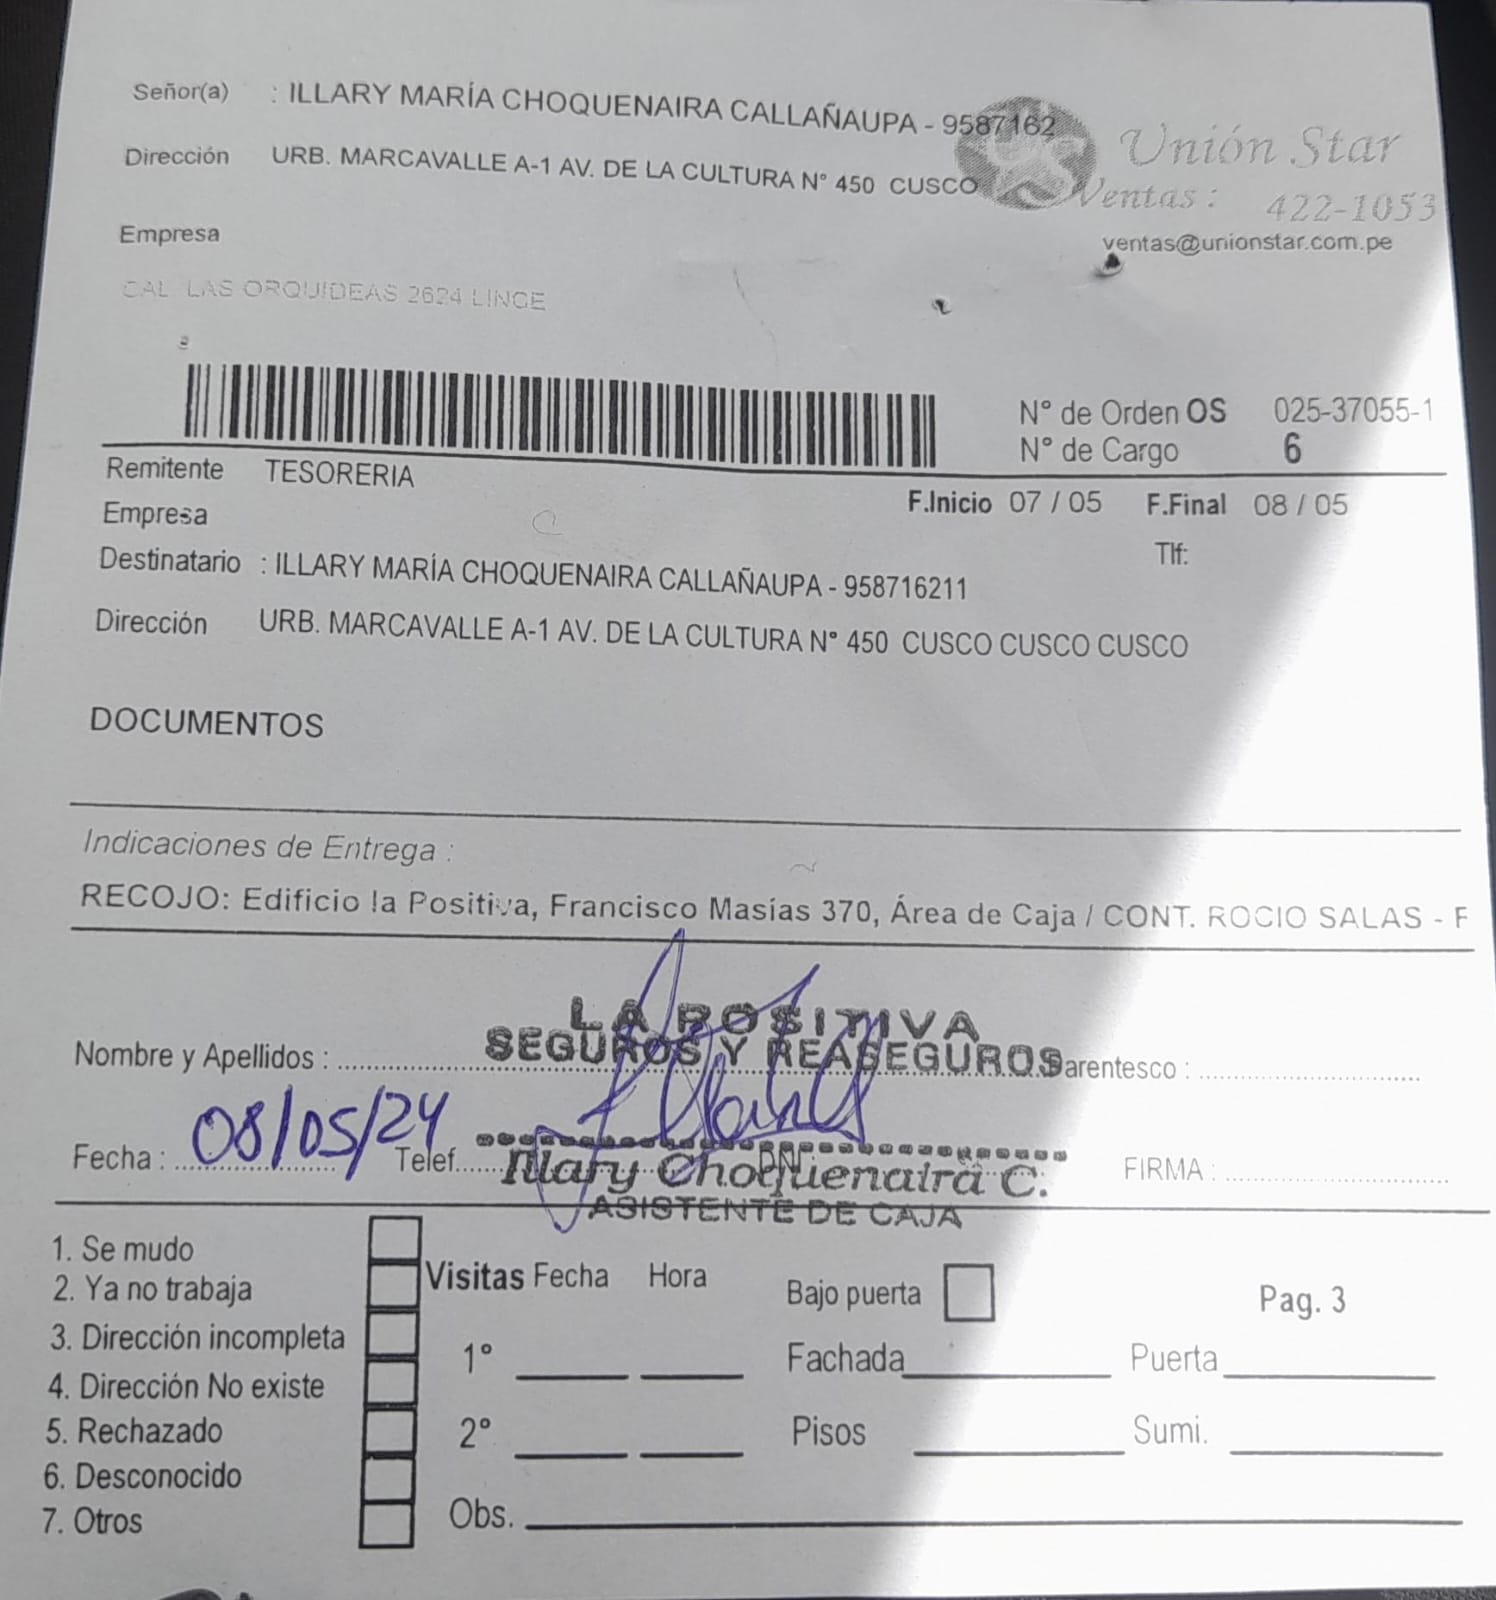 Señor(a) : ILLARY MARÍA CHOQUENAIRA CALLAÑAUPA - 9587162
Unión Star
Dirección URB. MARCAVALLE A-1 AV. DE LA CULTURA N° 450 CUSCO
Ventas : 422-1053
Empresa
ventas@unionstar.com.pe
CAL LAS ORQUIDEAS 2624 LINCE
N° de Orden OS 025-37055-1
N° de Cargo 6
Remitente TESORERIA
F.Inicio 07 / 05 F.Final 08 / 05
Empresa
Tlf:
Destinatario : ILLARY MARÍA CHOQUENAIRA CALLAÑAUPA - 958716211
Dirección URB. MARCAVALLE A-1 AV. DE LA CULTURA N° 450 CUSCO CUSCO CUSCO
DOCUMENTOS
Indicaciones de Entrega :
RECOJO: Edificio la Positiva, Francisco Masías 370, Área de Caja / CONT. ROCIO SALAS - F
LA POSITIVA
SEGUROS Y REASEGUROS
Nombre y Apellidos : Parentesco :
Fecha : 08/05/24 Telef. FIRMA :
Illary Choquenaira C.
ASISTENTE DE CAJA
1. Se mudo
2. Ya no trabaja
3. Dirección incompleta
4. Dirección No existe
5. Rechazado
6. Desconocido
7. Otros
Visitas Fecha Hora
1°
2°
Obs.
Bajo puerta Pag. 3
Fachada Puerta
Pisos Sumi.